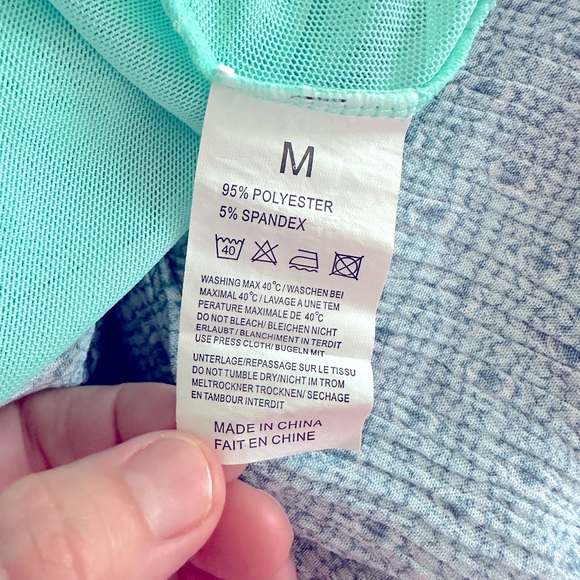 M
95% POLYESTER
5% SPANDEX
40
WASHING MAX 40°C/WASCHEN BEI
MAXIMAL 40°C/LAVAGE A UNE TEM
PERATURE MAXIMALE DE 40°C
DO NOT BLEACH/BLEICHEN NICHT
ERLAUBT/BLANCHIMENT IN TERDIT
USE PRESS CLOTH/BUGELN MIT
UNTERLAGE/REPASSAGE SUR LE TISSU
DO NOT TUMBLE DRY/NICHT IM TROM
MELTROCKNER TROCKNEN/SECHAGE
EN TAMBOUR INTERDIT
MADE IN CHINA
FAIT EN CHINE